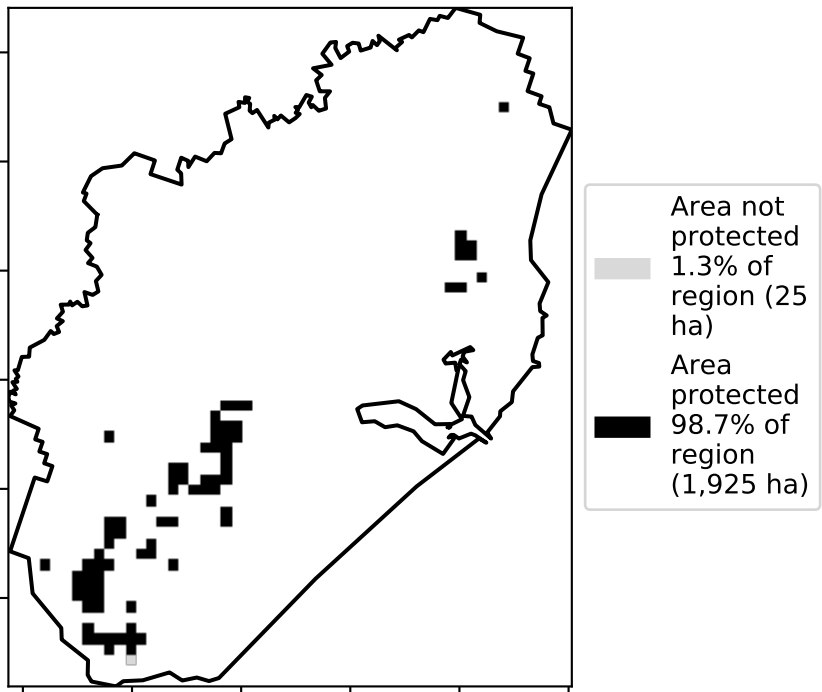 Area not
protected
1.3% of
region (25
ha)
Area
protected
98.7% of
region
(1,925 ha)